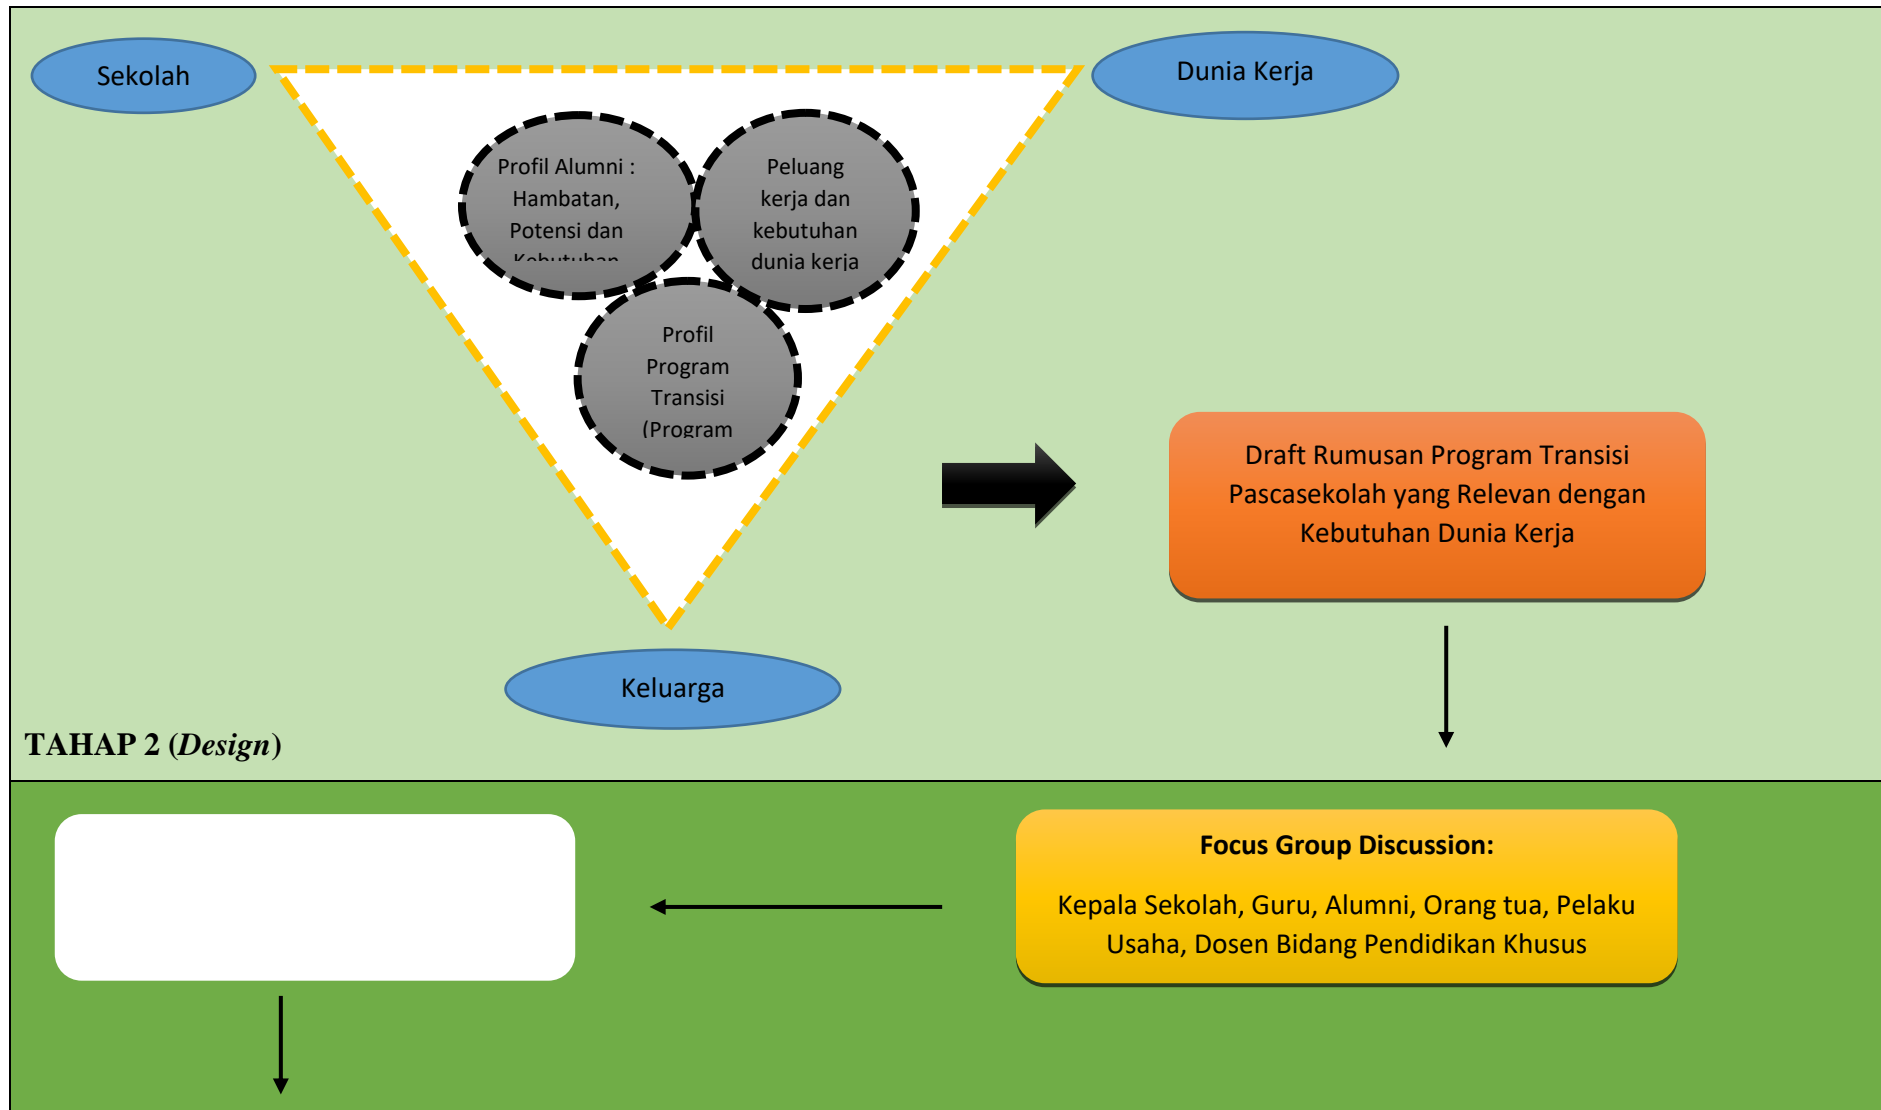 Sekolah
Dunia Kerja
Profil Alumni :
Hambatan,
Potensi dan
Kebutuhan
Peluang
kerja dan
kebutuhan
dunia kerja
Profil
Program
Transisi
(Program
Draft Rumusan Program Transisi
Pascasekolah yang Relevan dengan
Kebutuhan Dunia Kerja
Keluarga
TAHAP 2 (Design)
Focus Group Discussion:
Kepala Sekolah, Guru, Alumni, Orang tua, Pelaku
Usaha, Dosen Bidang Pendidikan Khusus